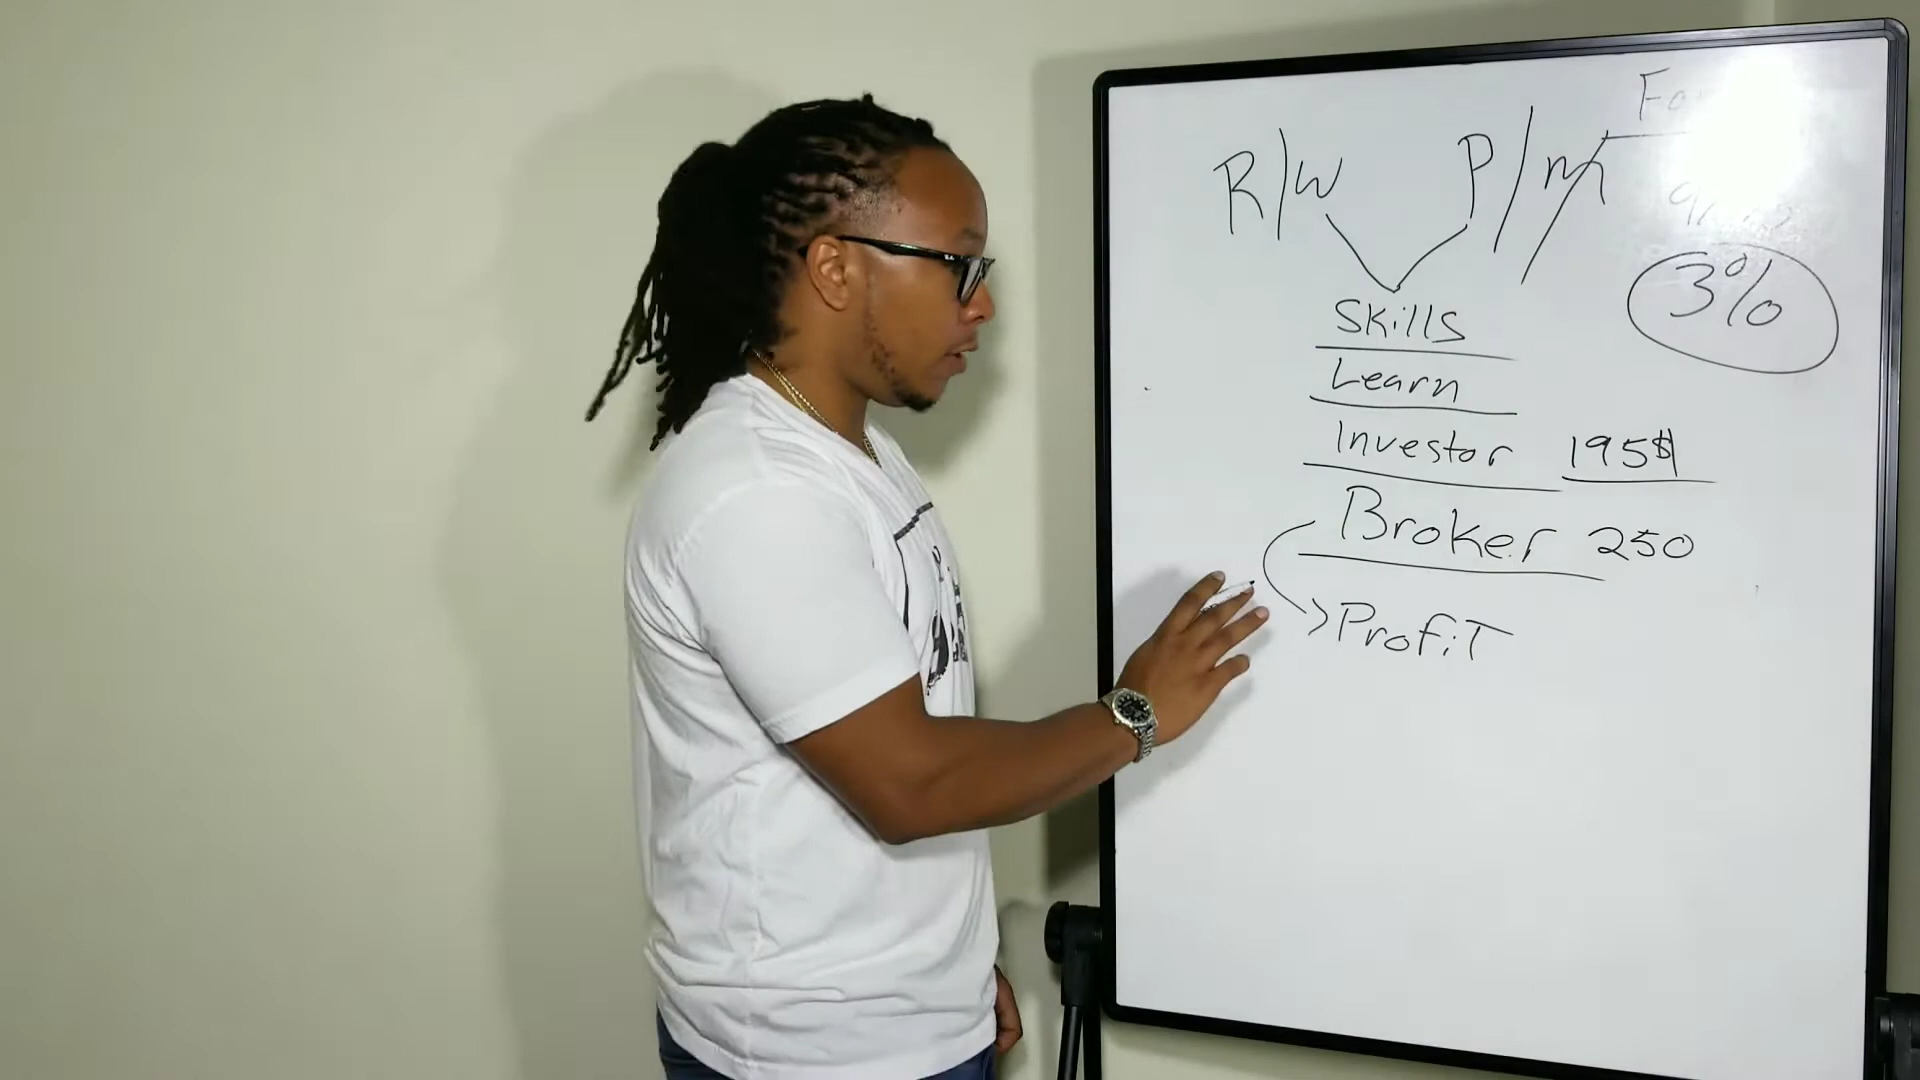 R/W P/M
3%
Skills
Learn
Investor 195$
Broker 250
>Profit